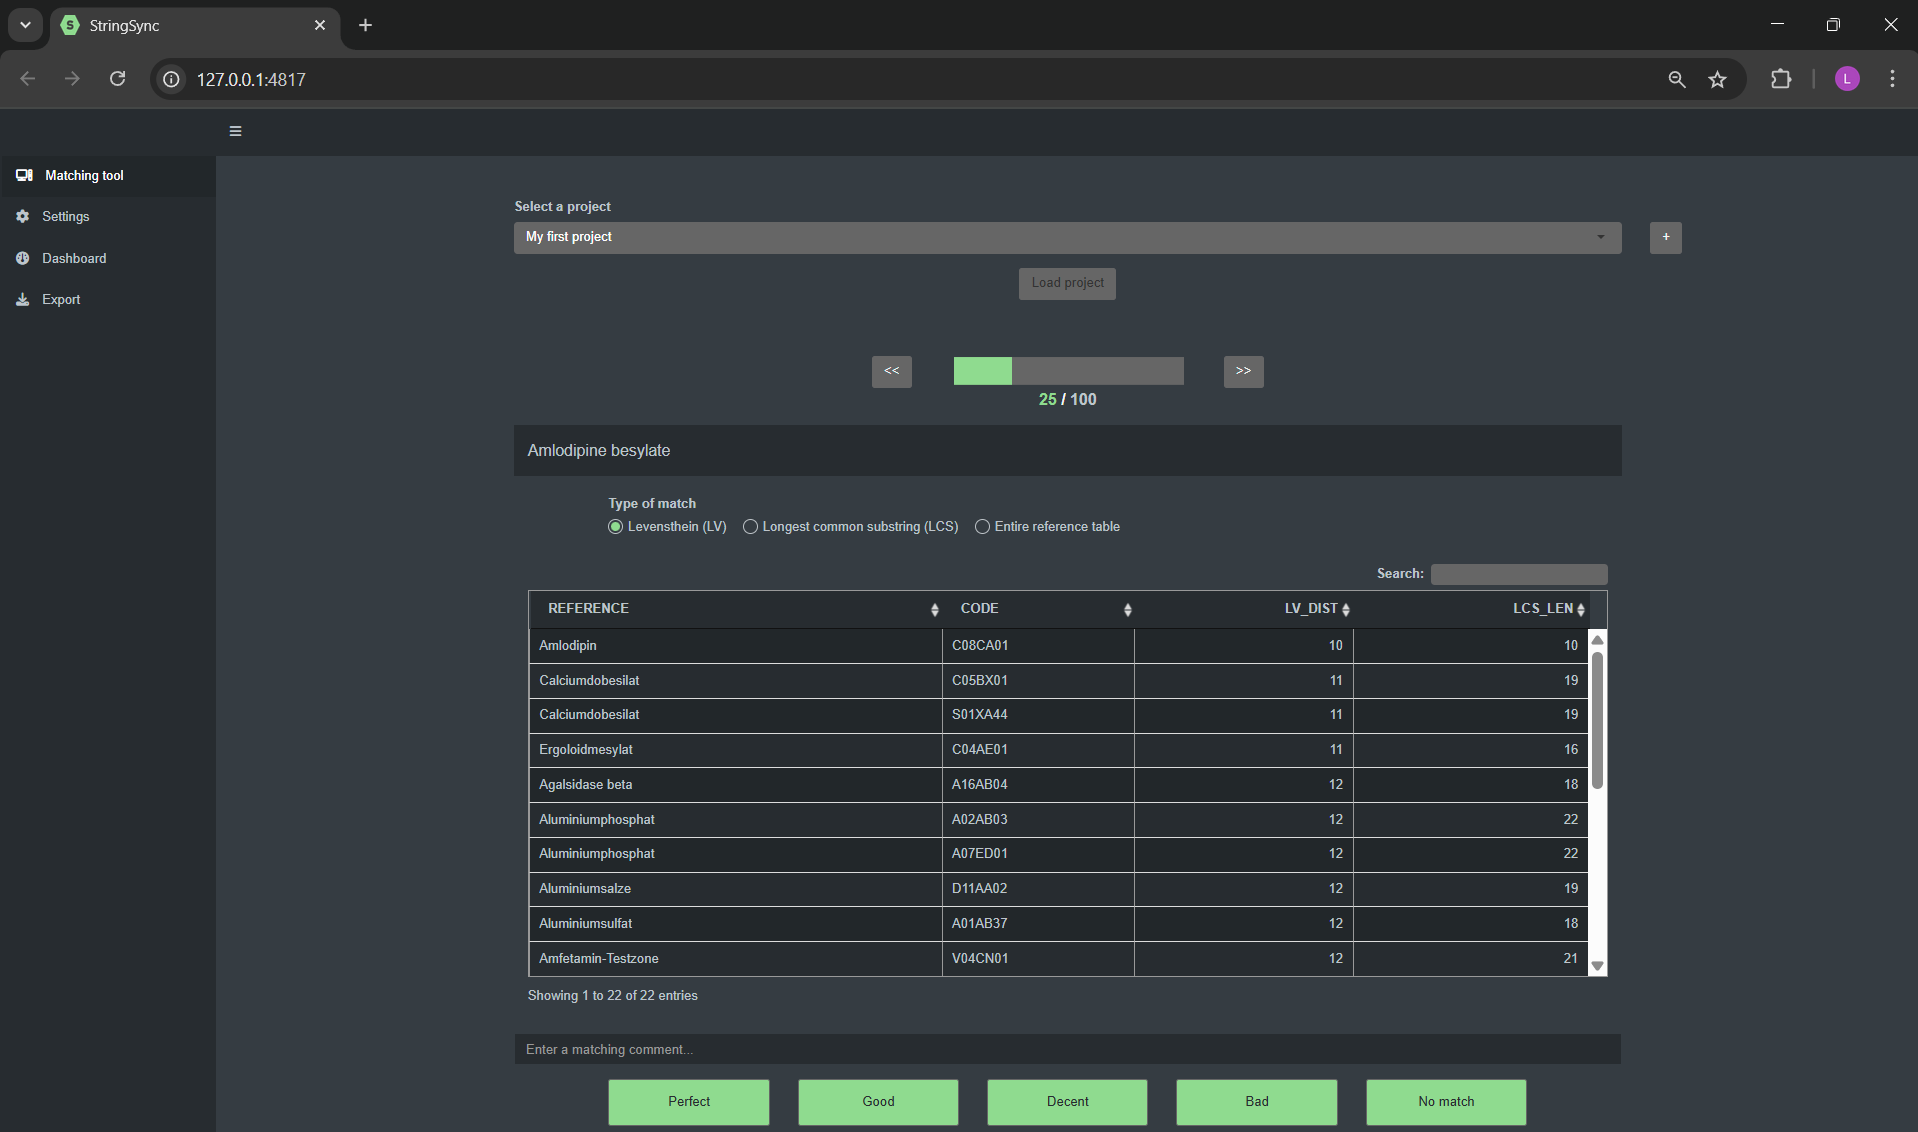 S StringSync
127.0.0.1:4817
L
Matching tool
Settings
Dashboard
Export
Select a project
My first project
+
Load project
<<
>>
25 / 100
Amlodipine besylate
Type of match
Levensthein (LV) Longest common substring (LCS) Entire reference table
Search:
REFERENCE CODE LV_DIST LCS_LEN
Amlodipin C08CA01 10 10
Calciumdobesilat C05BX01 11 19
Calciumdobesilat S01XA44 11 19
Ergoloidmesylat C04AE01 11 16
Agalsidase beta A16AB04 12 18
Aluminiumphosphat A02AB03 12 22
Aluminiumphosphat A07ED01 12 22
Aluminiumsalze D11AA02 12 19
Aluminiumsulfat A01AB37 12 18
Amfetamin-Testzone V04CN01 12 21
Showing 1 to 22 of 22 entries
Enter a matching comment...
Perfect Good Decent Bad No match